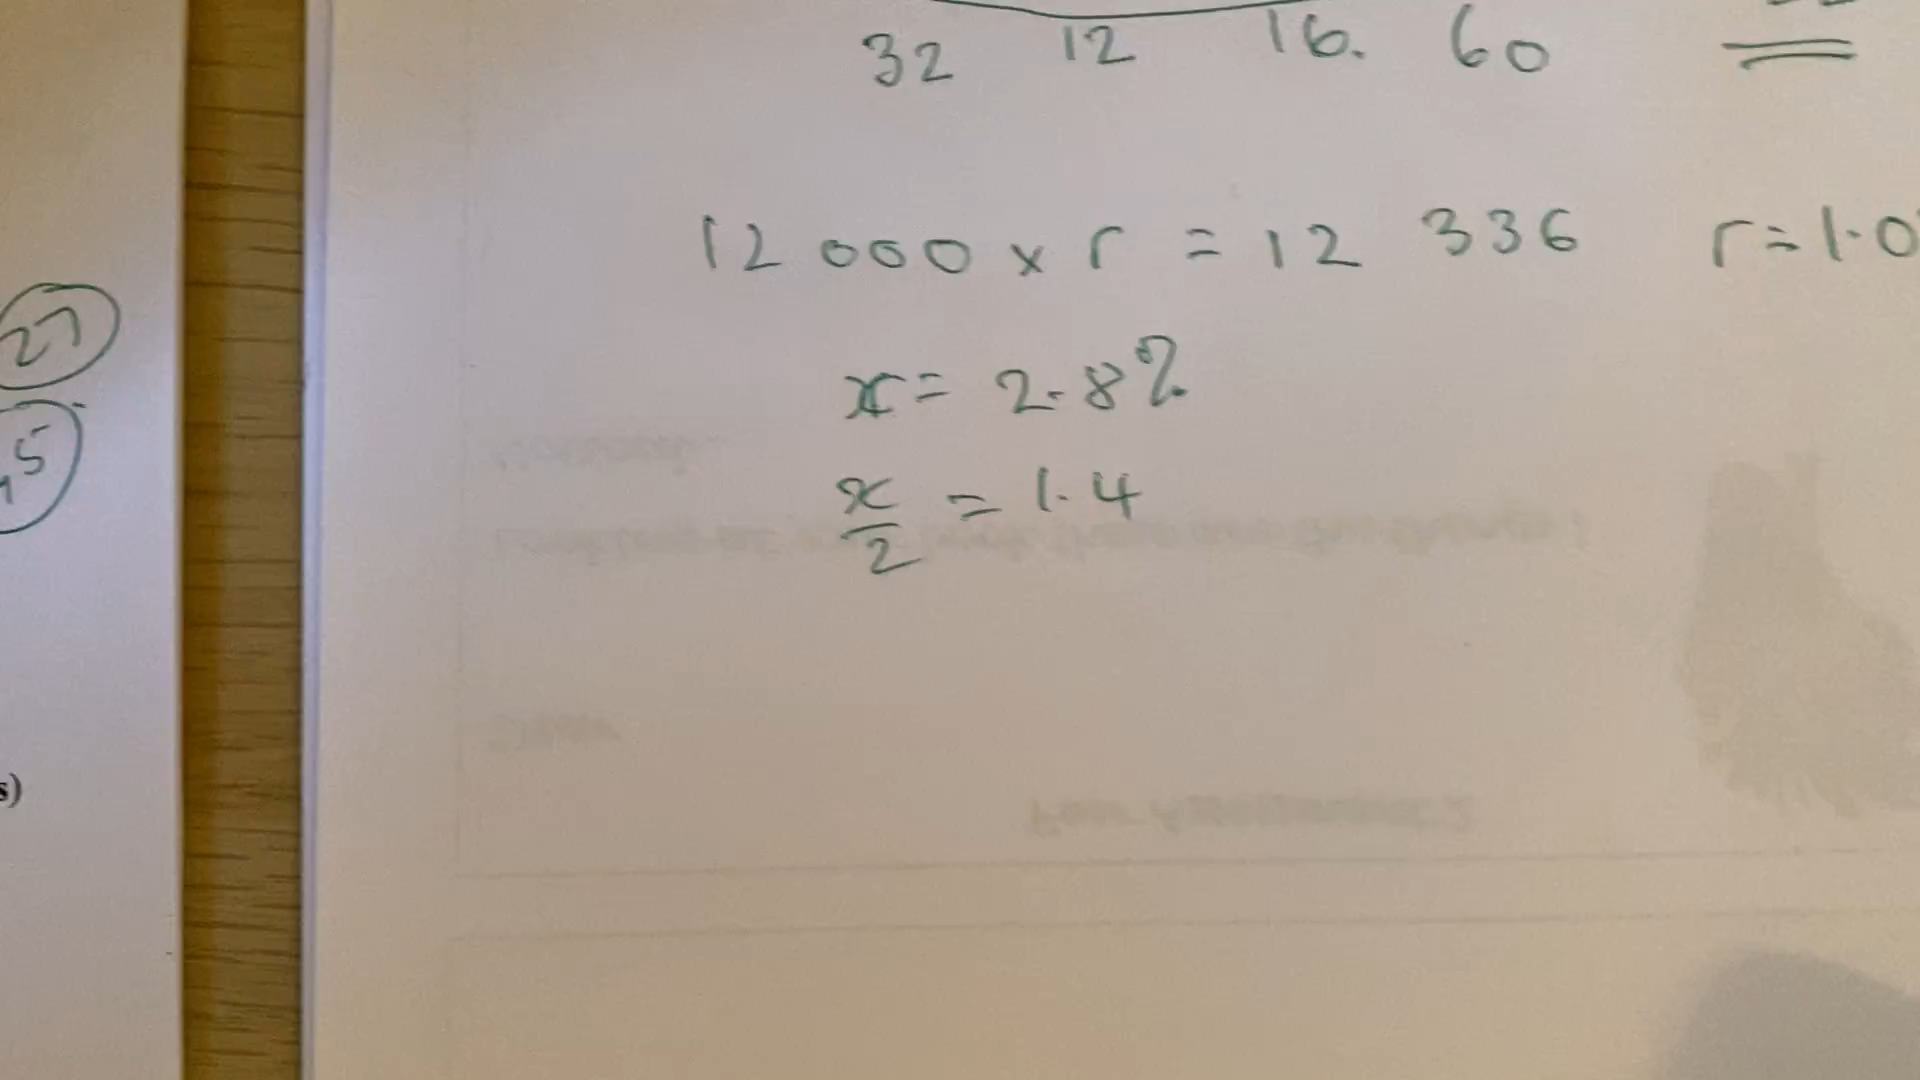 32 12 16. 60
12 000 x r = 12 336 r = 1.0
x = 2.8%
x/2 = 1.4
27
5
s)